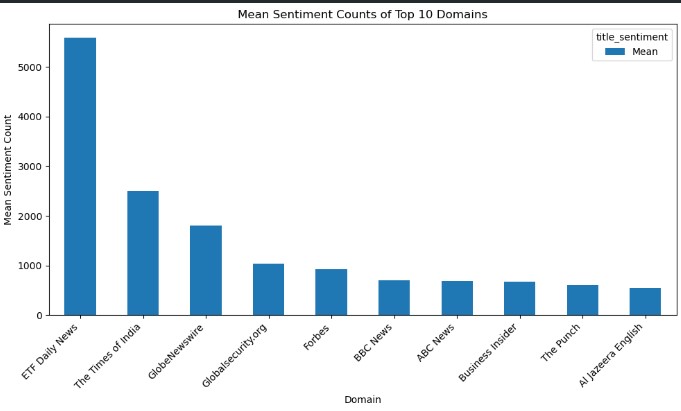 Mean Sentiment Counts of Top 10 Domains
title_sentiment
Mean
Mean Sentiment Count
5000
4000
3000
2000
1000
0
ETF Daily News
The Times of India
GlobeNewswire
Globalsecurity.org
Forbes
BBC News
ABC News
Business Insider
The Punch
Al Jazeera English
Domain